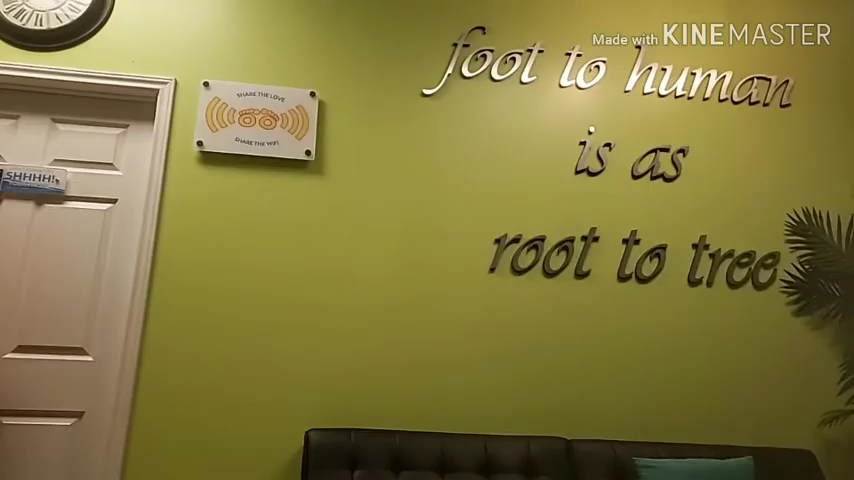 Made with KINEMASTER
foot to human
is as
root to tree
SHARE THE LOVE
SHARE THE WIFI
SHHHH!